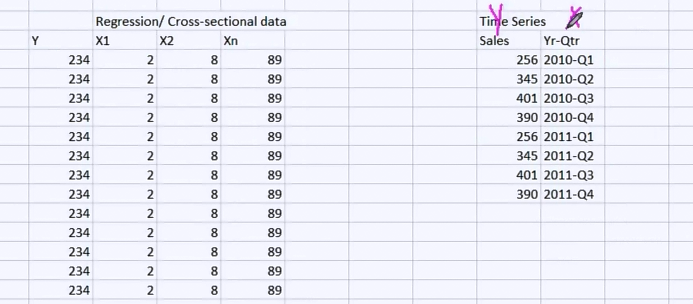 Regression/ Cross-sectional data Time Series
Y X
Y X1 X2 Xn Sales Yr-Qtr
234 2 8 89 256 2010-Q1
234 2 8 89 345 2010-Q2
234 2 8 89 401 2010-Q3
234 2 8 89 390 2010-Q4
234 2 8 89 256 2011-Q1
234 2 8 89 345 2011-Q2
234 2 8 89 401 2011-Q3
234 2 8 89 390 2011-Q4
234 2 8 89
234 2 8 89
234 2 8 89
234 2 8 89
234 2 8 89